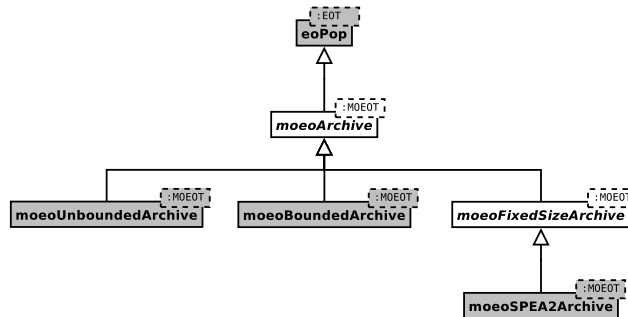 :EOT
eoPop
:MOEOT
moeoArchive
:MOEOT
moeoUnboundedArchive
:MOEOT
moeoBoundedArchive
:MOEOT
moeoFixedSizeArchive
:MOEOT
moeoSPEA2Archive